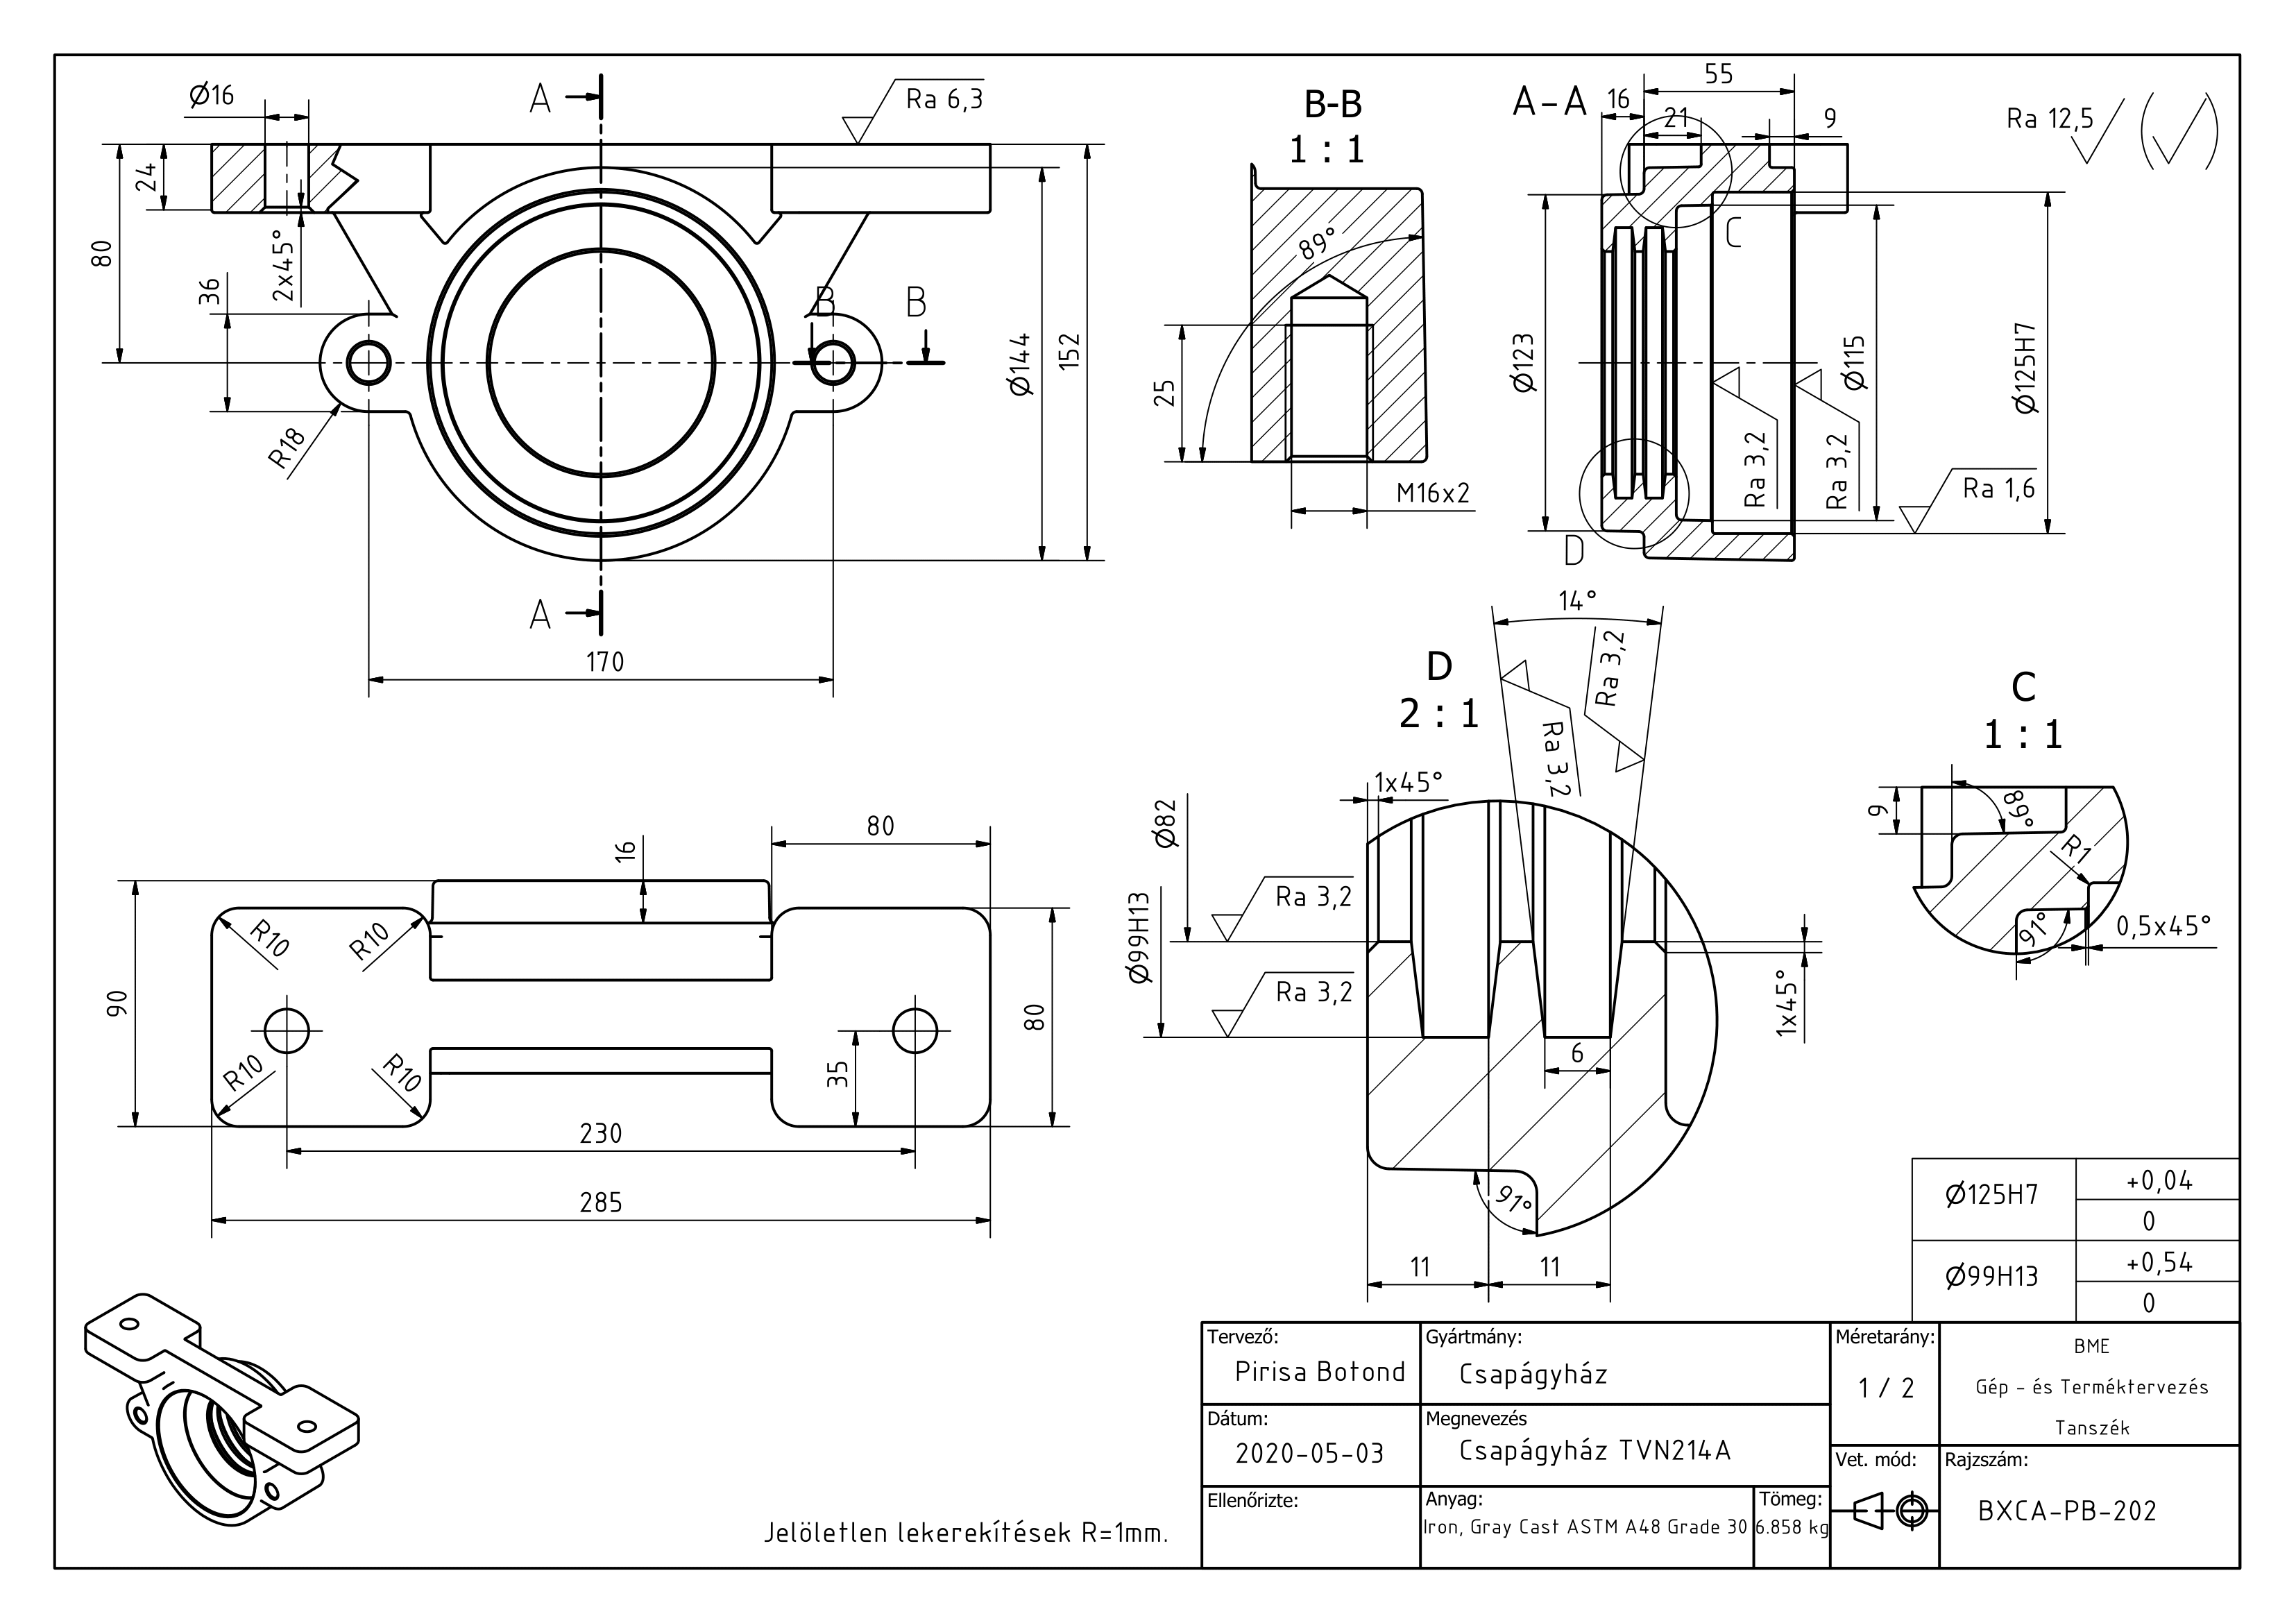 Ø16
A
Ra 6,3
24
80
2x45°
36
B
B
Ø144
152
R18
A
170
B-B
1 : 1
89°
25
M16x2
A-A
55
16
21
9
C
Ø123
Ø115
Ø125H7
Ra 3,2
Ra 3,2
Ra 1,6
D
Ra 12,5
14°
D
2 : 1
Ra 3,2
Ra 3,2
1x45°
Ø82
Ø99H13
Ra 3,2
Ra 3,2
1x45°
6
91°
11
11
C
1 : 1
9
89°
R1
91°
0,5x45°
80
16
90
R10
R10
R10
R10
80
35
230
285
Ø125H7
+0,04
0
Ø99H13
+0,54
0
Jelöletlen lekerekítések R=1mm.
Tervező:
Pirisa Botond
Gyártmány:
Csapágyház
Méretarány:
1 / 2
BME
Gép - és Terméktervezés
Tanszék
Dátum:
2020-05-03
Megnevezés
Csapágyház TVN214A
Vet. mód:
Rajzszám:
BXCA-PB-202
Ellenőrizte:
Anyag:
Iron, Gray Cast ASTM A48 Grade 30
Tömeg:
6.858 kg